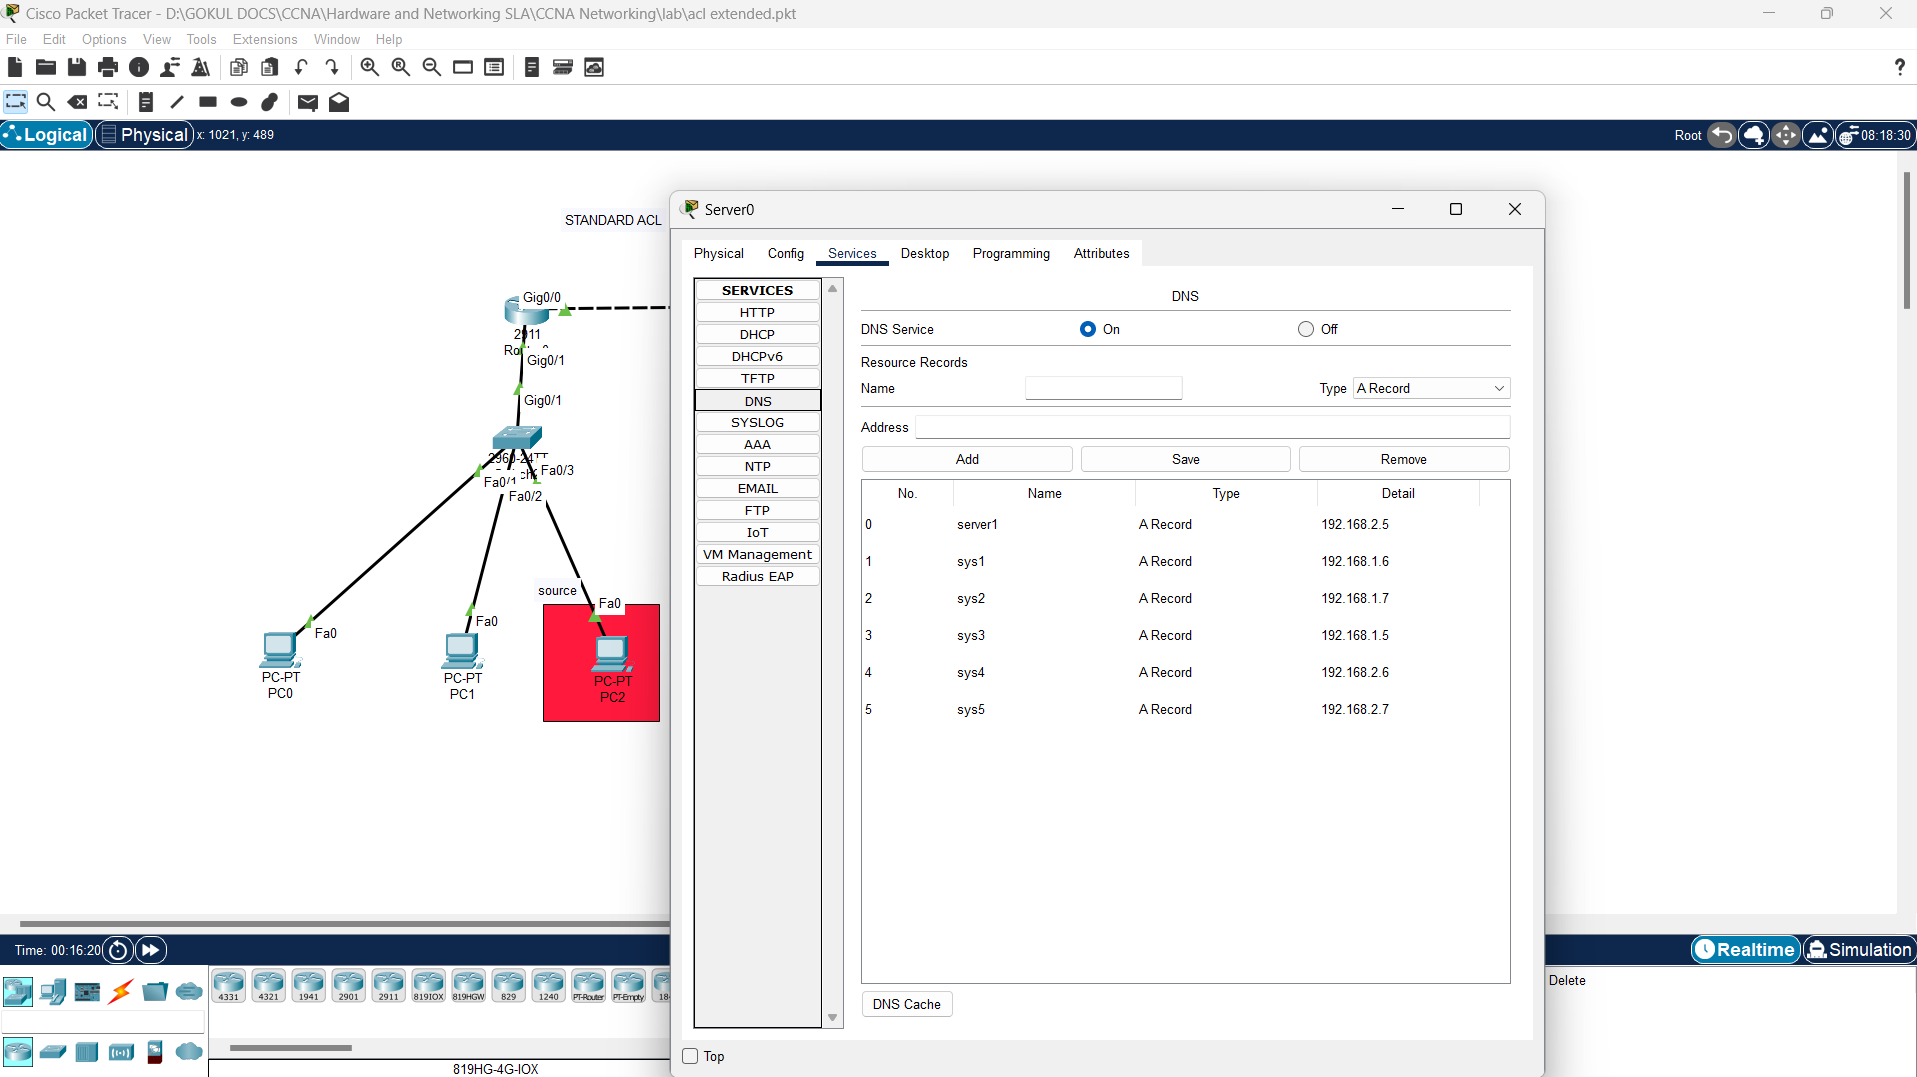 Cisco Packet Tracer - D:\GOKUL DOCS\CCNA\Hardware and Networking SLA\CCNA Networking\lab\acl extended.pkt
File Edit Options View Tools Extensions Window Help
?
Logical Physical x: 1021, y: 489 Root 08:18:30
STANDARD ACL
Gig0/0
2911
Gig0/1
Gig0/1
2960-24TT
Fa0/3
Fa0/1
Fa0/2
source
Fa0
Fa0
Fa0
PC-PT
PC0
PC-PT
PC1
PC-PT
PC2
Server0
Physical Config Services Desktop Programming Attributes
SERVICES
HTTP
DHCP
DHCPv6
TFTP
DNS
SYSLOG
AAA
NTP
EMAIL
FTP
IoT
VM Management
Radius EAP
DNS
DNS Service On Off
Resource Records
Name Type A Record
Address
Add Save Remove
No. Name Type Detail
0 server1 A Record 192.168.2.5
1 sys1 A Record 192.168.1.6
2 sys2 A Record 192.168.1.7
3 sys3 A Record 192.168.1.5
4 sys4 A Record 192.168.2.6
5 sys5 A Record 192.168.2.7
DNS Cache
Top
Time: 00:16:20 Realtime Simulation
4331 4321 1941 2901 2911 819IOX 819HGW 829 1240 PT-Router PT-Empty
Delete
819HG-4G-IOX